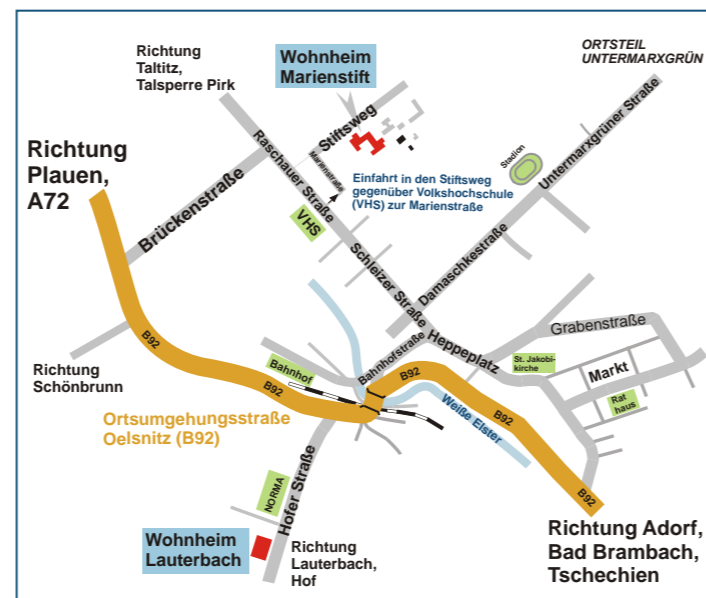 Richtung
Taltitz,
Talsperre Pirk
Wohnheim
Marienstift
ORTSTEIL
UNTERMARXGRÜN
Stiftsweg
Marienstraße
Raschauer Straße
Richtung
Plauen,
A72
Brückenstraße
Einfahrt in den Stiftsweg
gegenüber Volkshochschule
(VHS) zur Marienstraße
Stadion
Untermarxgrüner Straße
VHS
Schleizer Straße
Damaschkestraße
B92
Richtung
Schönbrunn
Bahnhof
Bahnhofstraße
Heppeplatz
Grabenstraße
St. Jakobi-
kirche
Markt
Rat
haus
B92
B92
B92
Weiße Elster
Ortsumgehungsstraße
Oelsnitz (B92)
B92
NORMA
Hofer Straße
Wohnheim
Lauterbach
Richtung
Lauterbach,
Hof
Richtung Adorf,
Bad Brambach,
Tschechien